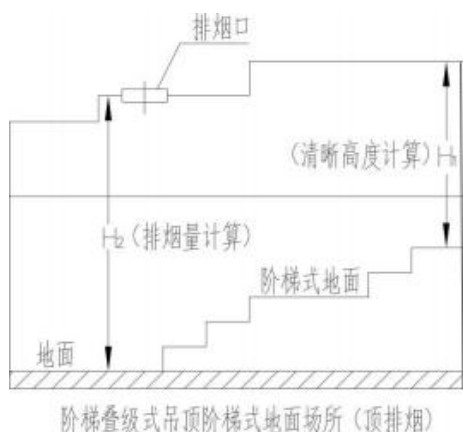 排烟口
(清晰高度计算)H1
H2(排烟量计算)
阶梯式地面
地面
阶梯叠级式吊顶阶梯式地面场所(顶排烟)